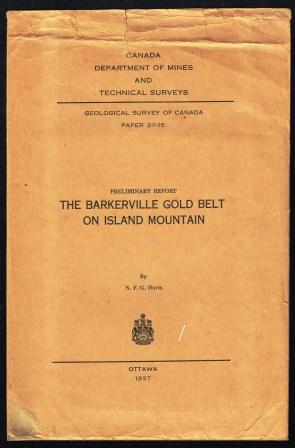 CANADA
DEPARTMENT OF MINES
AND
TECHNICAL SURVEYS
GEOLOGICAL SURVEY OF CANADA
PAPER 37-15
PRELIMINARY REPORT
THE BARKERVILLE GOLD BELT
ON ISLAND MOUNTAIN
By
N. F. G. Davis
OTTAWA
1937